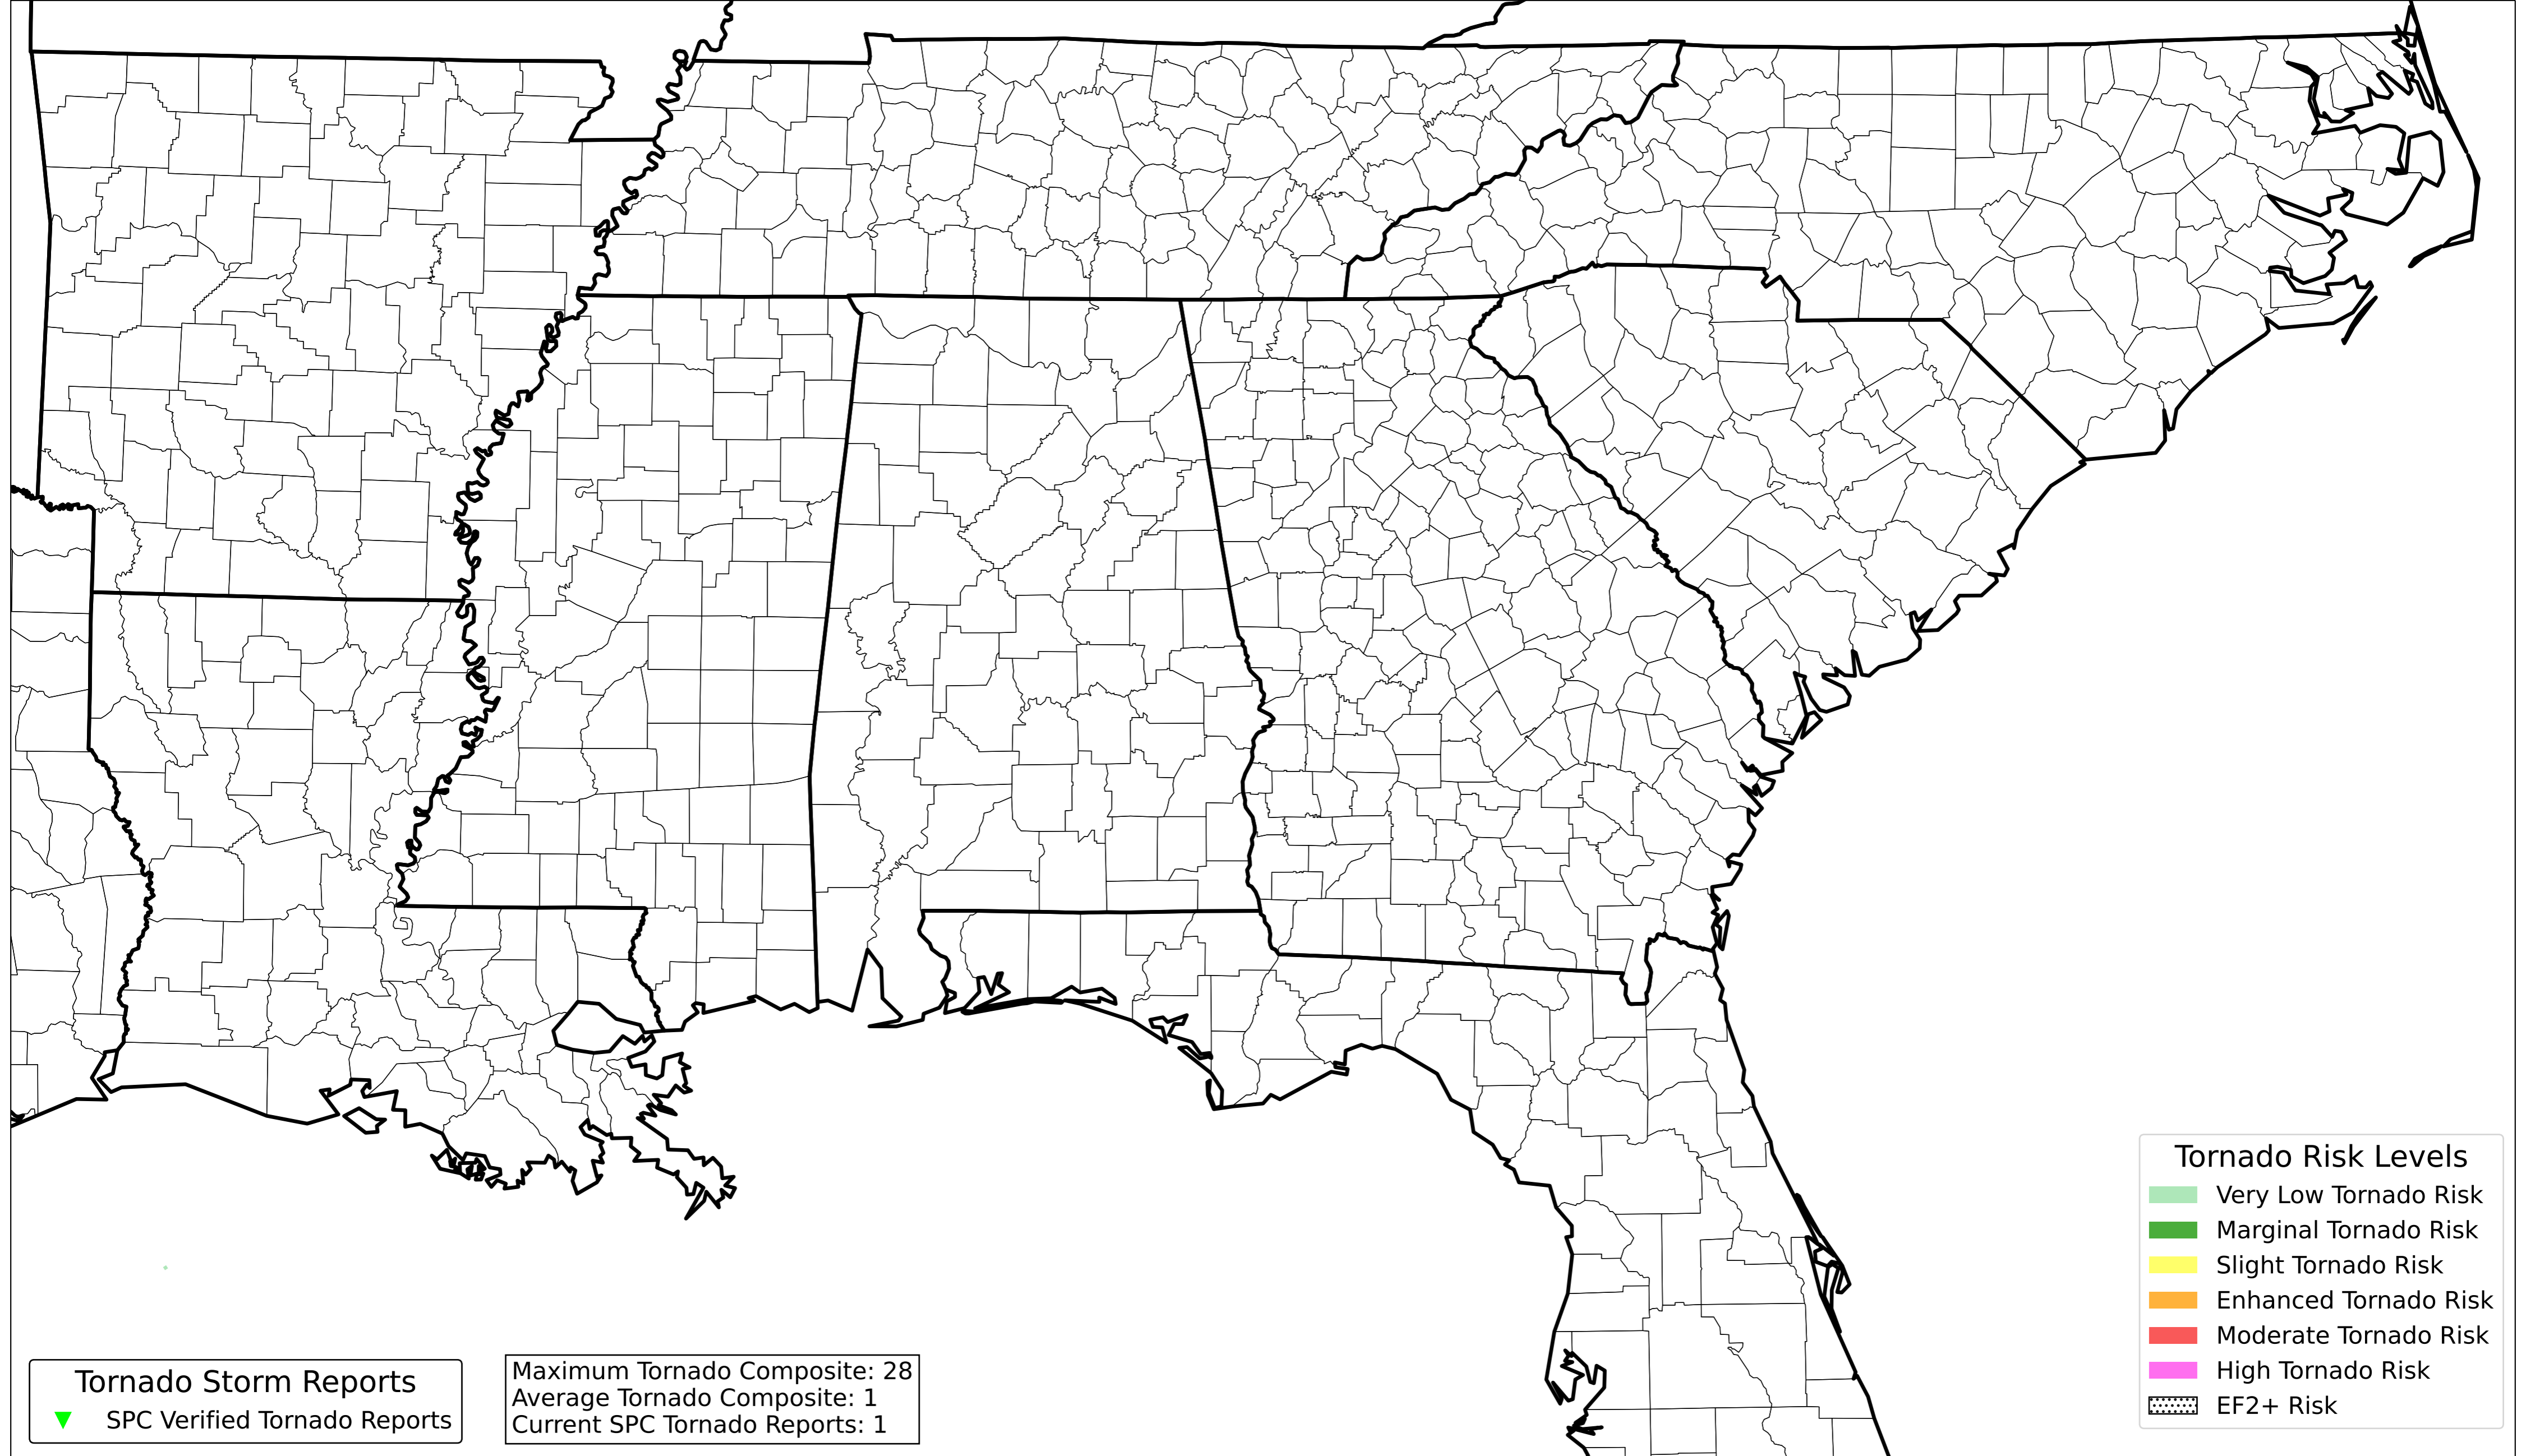 Tornado Risk Levels
Very Low Tornado Risk
Marginal Tornado Risk
Slight Tornado Risk
Enhanced Tornado Risk
Moderate Tornado Risk
High Tornado Risk
EF2+ Risk
Tornado Storm Reports
SPC Verified Tornado Reports
Maximum Tornado Composite: 28
Average Tornado Composite: 1
Current SPC Tornado Reports: 1